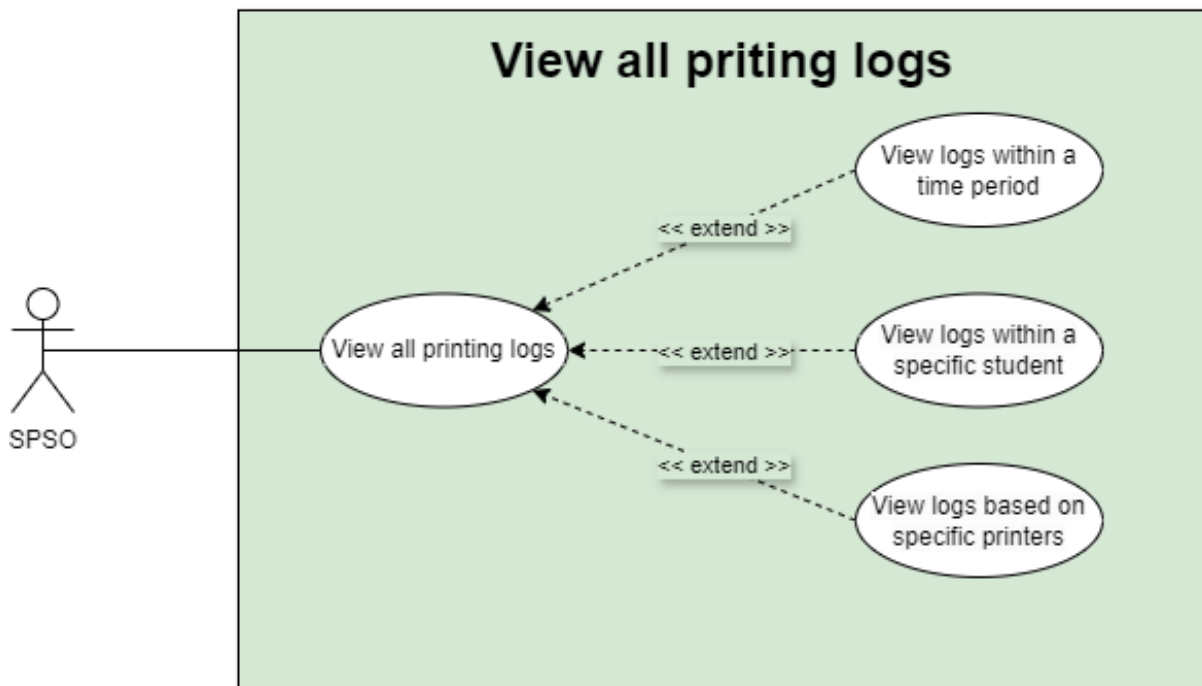 View all priting logs
View logs within a
time period
<< extend >>
View all printing logs
<< extend >>
View logs within a
specific student
SPSO
<< extend >>
View logs based on
specific printers